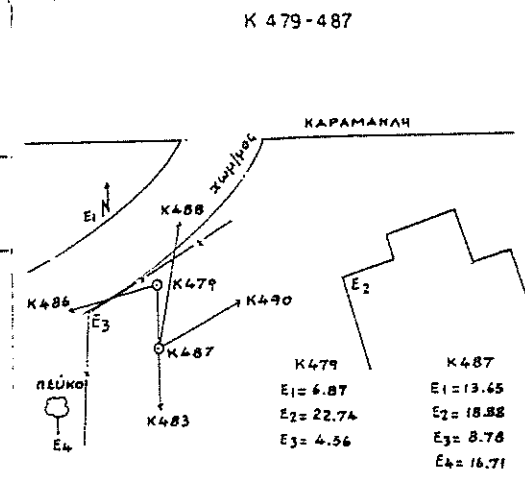 K 479-487
ΚΑΡΑΜΑΝΛΗ
χωμ/μος
E1
N
K488
K479
K486
K490
E2
E3
K487
K483
ΠΕΎΚΟ
E4
K479
E1= 6.87
E2= 22.74
E3= 4.56
K487
E1= 13.65
E2= 18.88
E3= 8.78
E4= 16.71